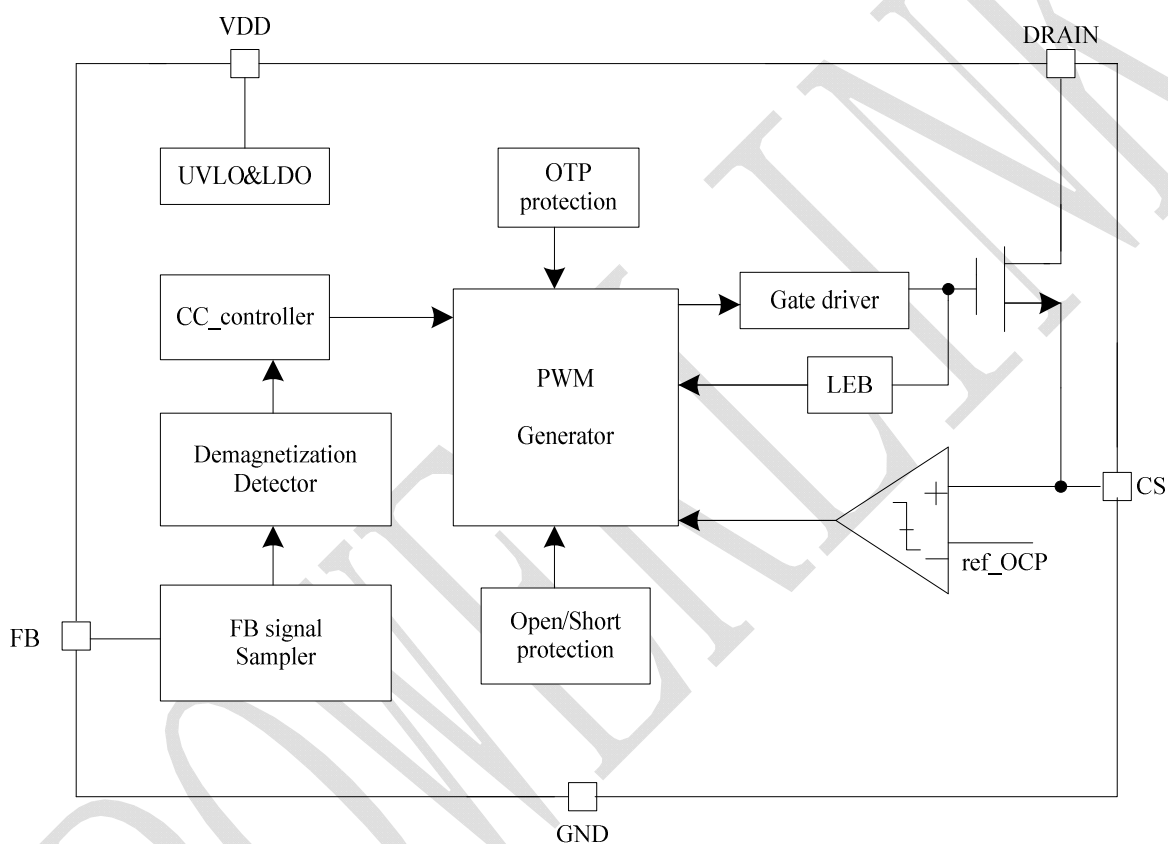 VDD
DRAIN
UVLO&LDO
OTP
protection
CC_controller
Gate driver
PWM
Generator
LEB
Demagnetization
Detector
+
CS
ref_OCP
FB
FB signal
Sampler
Open/Short
protection
GND
POWERLINK